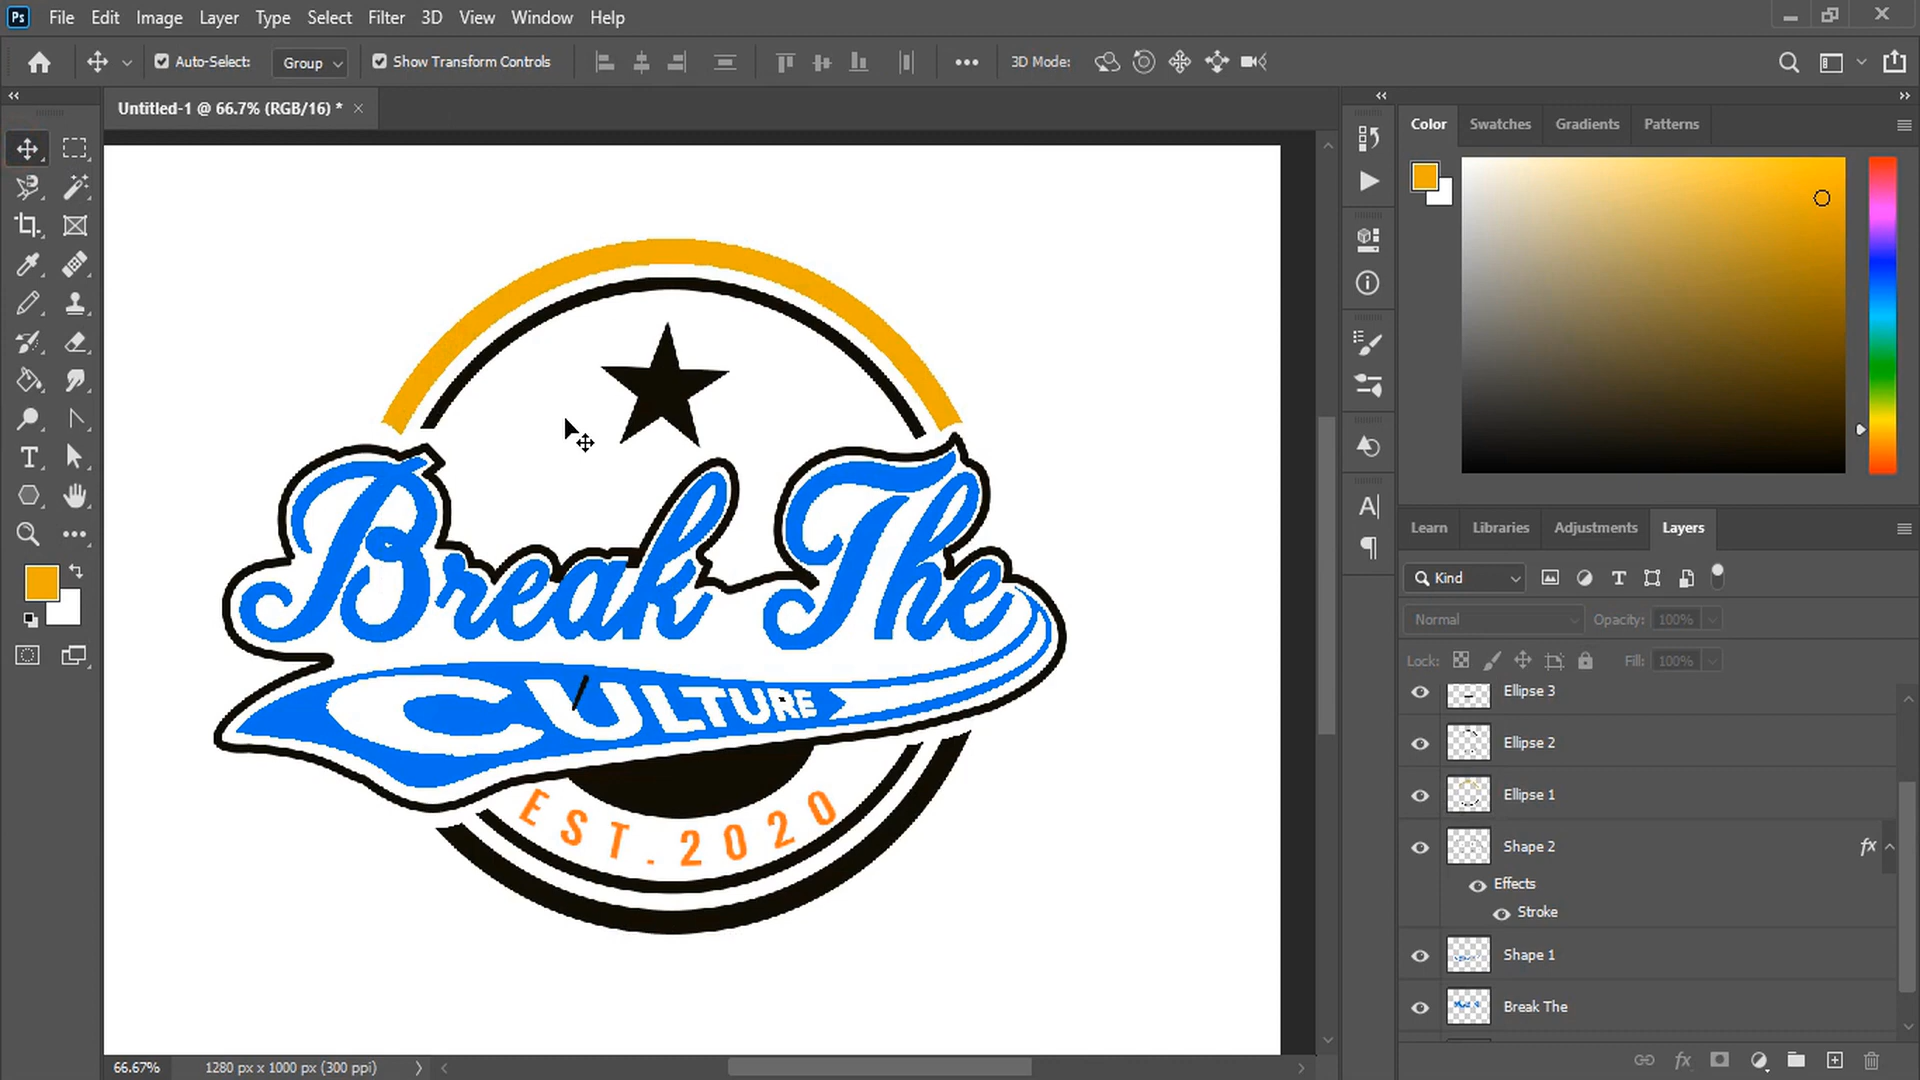 Ps File Edit Image Layer Type Select Filter 3D View Window Help
Auto-Select: Group Show Transform Controls 3D Mode:
Untitled-1 @ 66.7% (RGB/16) *
Color Swatches Gradients Patterns
Break The
CULTURE
EST.2020
Learn Libraries Adjustments Layers
Kind
Normal Opacity: 100%
Lock: Fill: 100%
Ellipse 3
Ellipse 2
Ellipse 1
Shape 2 fx
Effects
Stroke
Shape 1
Break The
66.67% 1280 px x 1000 px (300 ppi)
fx